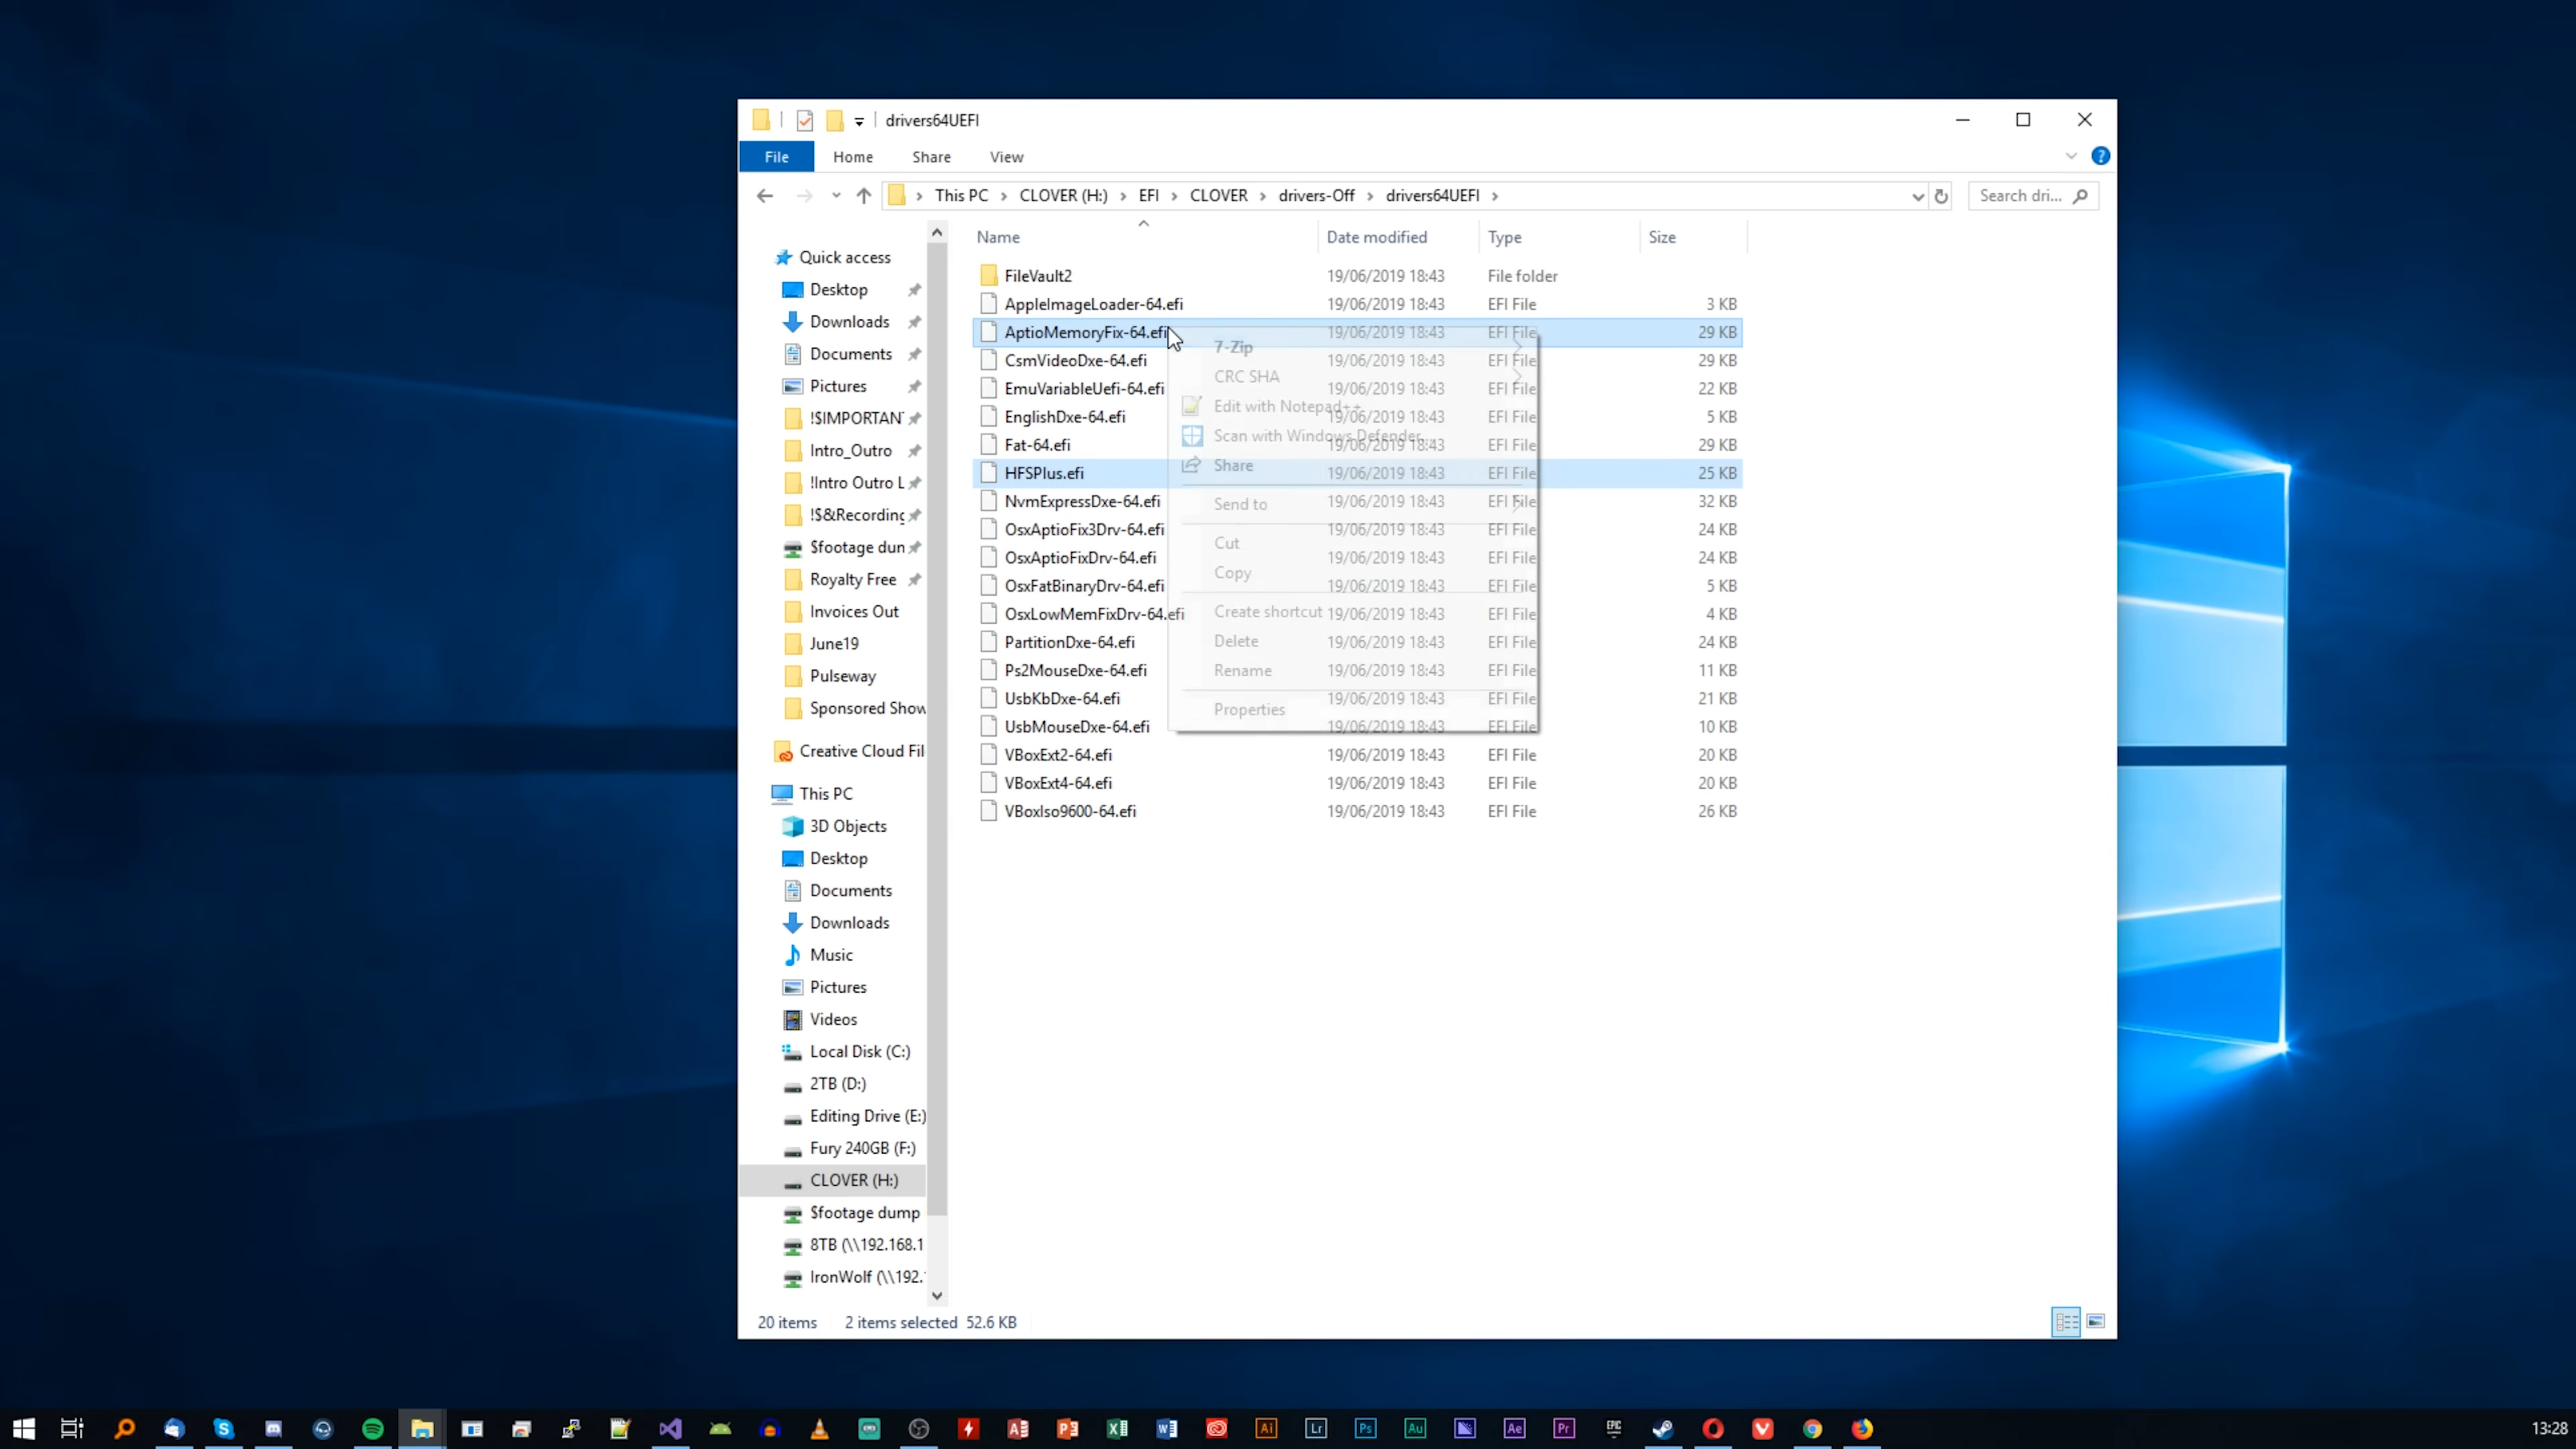 drivers64UEFI
File Home Share View
This PC CLOVER (H:) EFI CLOVER drivers-Off drivers64UEFI
Search dri...
Name Date modified Type Size
Quick access
Desktop
Downloads
Documents
Pictures
!$IMPORTAN
Intro_Outro
!Intro Outro L
!$&Recording
$footage dun
Royalty Free
Invoices Out
June19
Pulseway
Sponsored Show
Creative Cloud Fil
This PC
3D Objects
Desktop
Documents
Downloads
Music
Pictures
Videos
Local Disk (C:)
2TB (D:)
Editing Drive (E:)
Fury 240GB (F:)
CLOVER (H:)
$footage dump
8TB (\\192.168.1
IronWolf (\\192.
FileVault2 19/06/2019 18:43 File folder
AppleImageLoader-64.efi 19/06/2019 18:43 EFI File 3 KB
AptioMemoryFix-64.efi 19/06/2019 18:43 EFI File 29 KB
CsmVideoDxe-64.efi 19/06/2019 18:43 EFI File 29 KB
EmuVariableUefi-64.efi 19/06/2019 18:43 EFI File 22 KB
EnglishDxe-64.efi 19/06/2019 18:43 EFI File 5 KB
Fat-64.efi 19/06/2019 18:43 EFI File 29 KB
HFSPlus.efi 19/06/2019 18:43 EFI File 25 KB
NvmExpressDxe-64.efi 19/06/2019 18:43 EFI File 32 KB
OsxAptioFix3Drv-64.efi 19/06/2019 18:43 EFI File 24 KB
OsxAptioFixDrv-64.efi 19/06/2019 18:43 EFI File 24 KB
OsxFatBinaryDrv-64.efi 19/06/2019 18:43 EFI File 5 KB
OsxLowMemFixDrv-64.efi 19/06/2019 18:43 EFI File 4 KB
PartitionDxe-64.efi 19/06/2019 18:43 EFI File 24 KB
Ps2MouseDxe-64.efi 19/06/2019 18:43 EFI File 11 KB
UsbKbDxe-64.efi 19/06/2019 18:43 EFI File 21 KB
UsbMouseDxe-64.efi 19/06/2019 18:43 EFI File 10 KB
VBoxExt2-64.efi 19/06/2019 18:43 EFI File 20 KB
VBoxExt4-64.efi 19/06/2019 18:43 EFI File 20 KB
VBoxIso9600-64.efi 19/06/2019 18:43 EFI File 26 KB
7-Zip
CRC SHA
Edit with Notepad++
Scan with Windows Defender...
Share
Send to
Cut
Copy
Create shortcut
Delete
Rename
Properties
20 items 2 items selected 52.6 KB
Ai Lr Ps Au Ae Pr EPIC
13:28